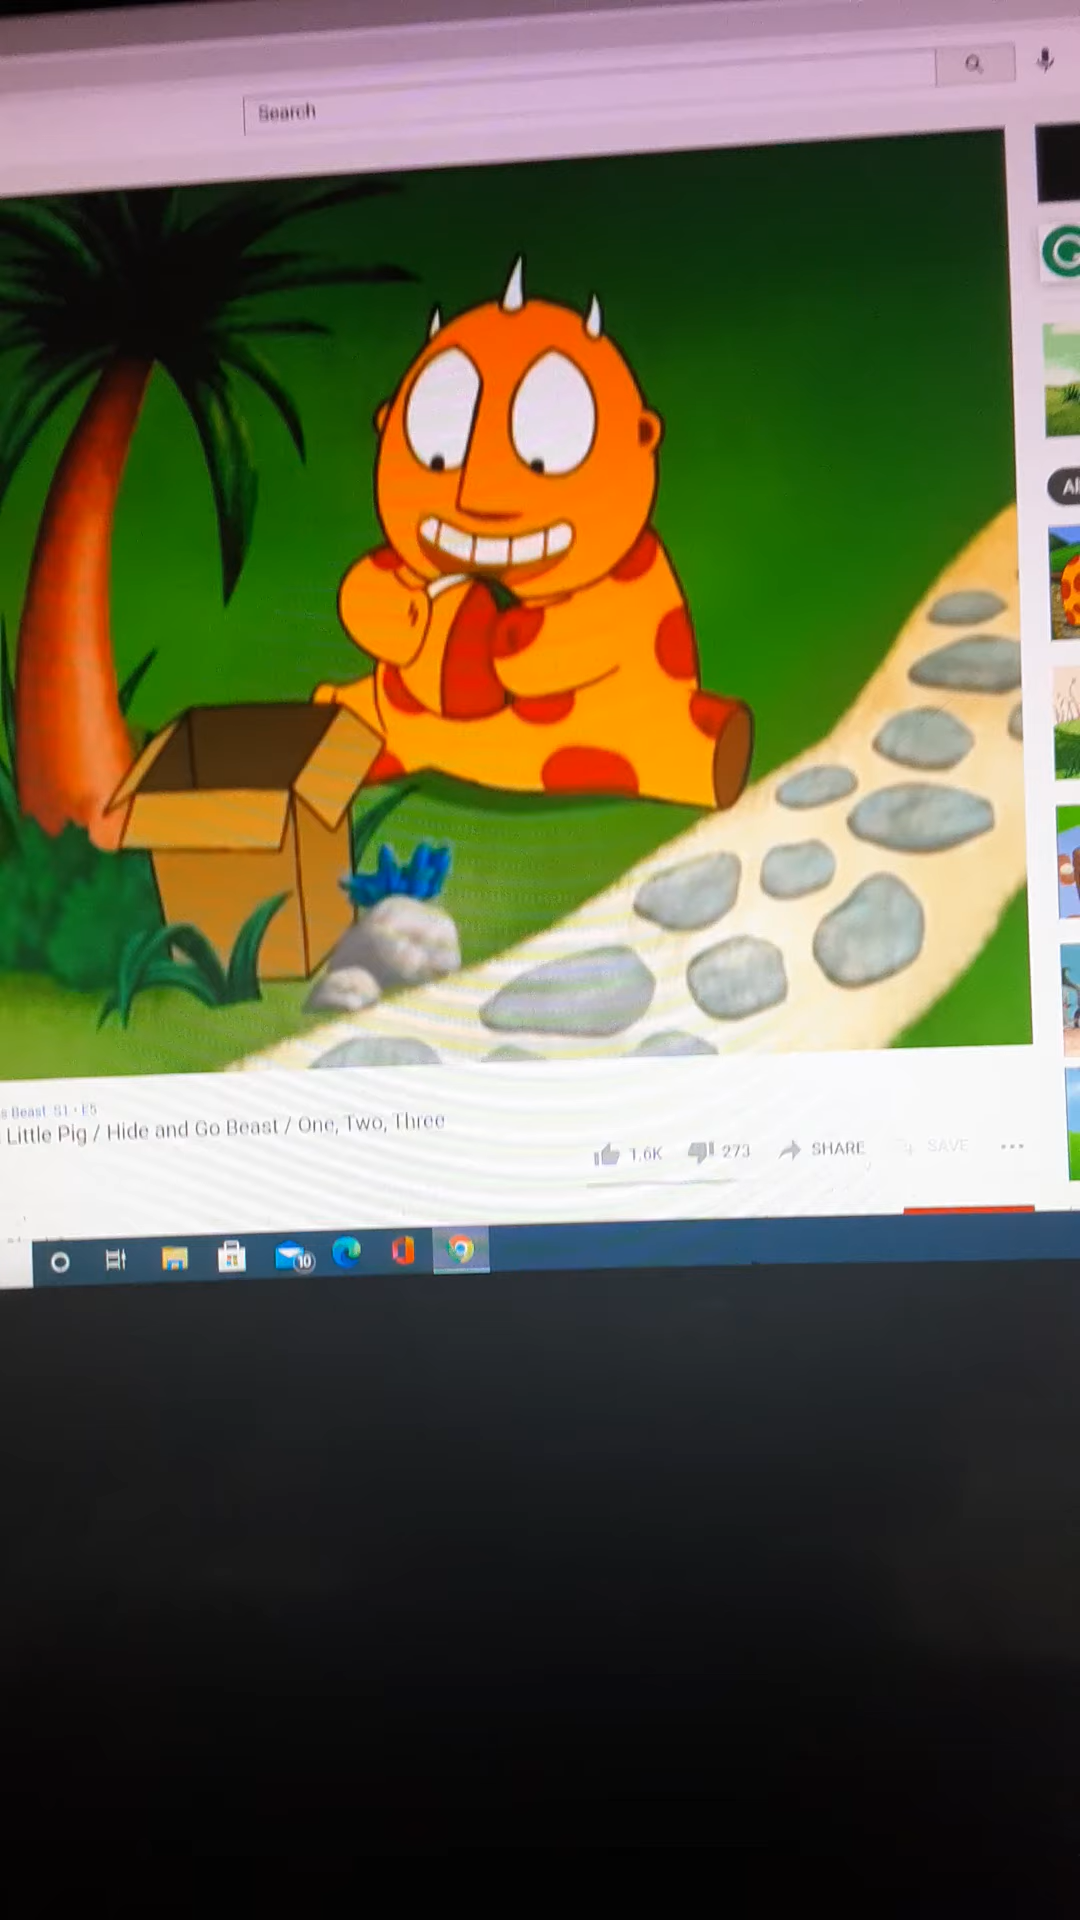 Search
Al
s Beast S1 • E5
Little Pig / Hide and Go Beast / One, Two, Three
1.6K 273 SHARE SAVE
10